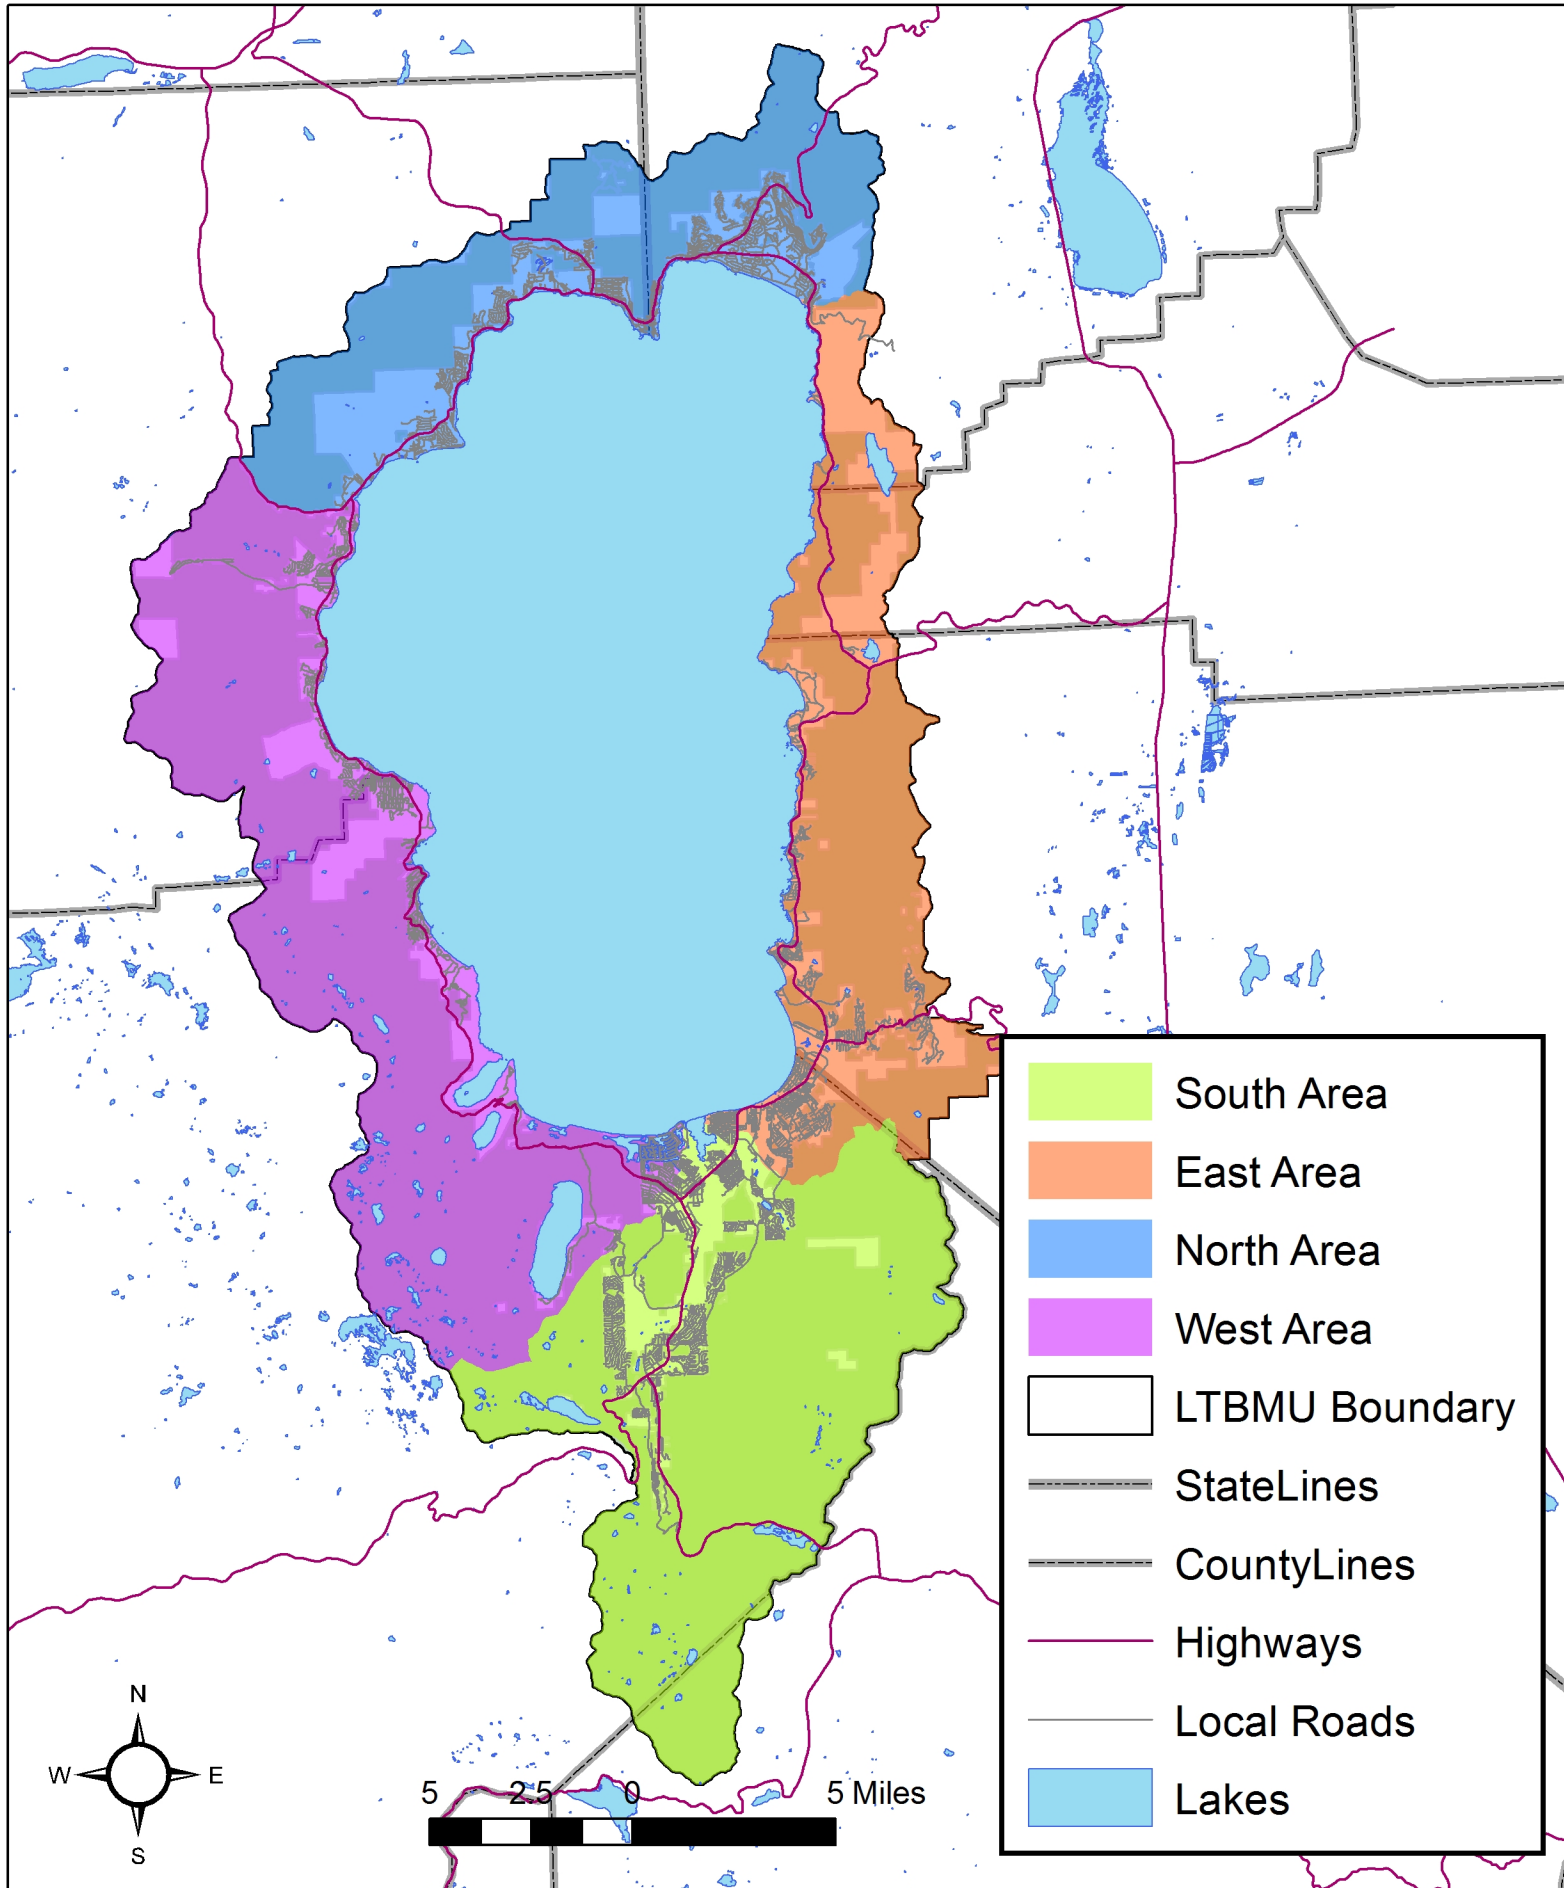 South Area
East Area
North Area
West Area
LTBMU Boundary
StateLines
CountyLines
Highways
Local Roads
Lakes
N
W E
S
5 2.5 0 5 Miles